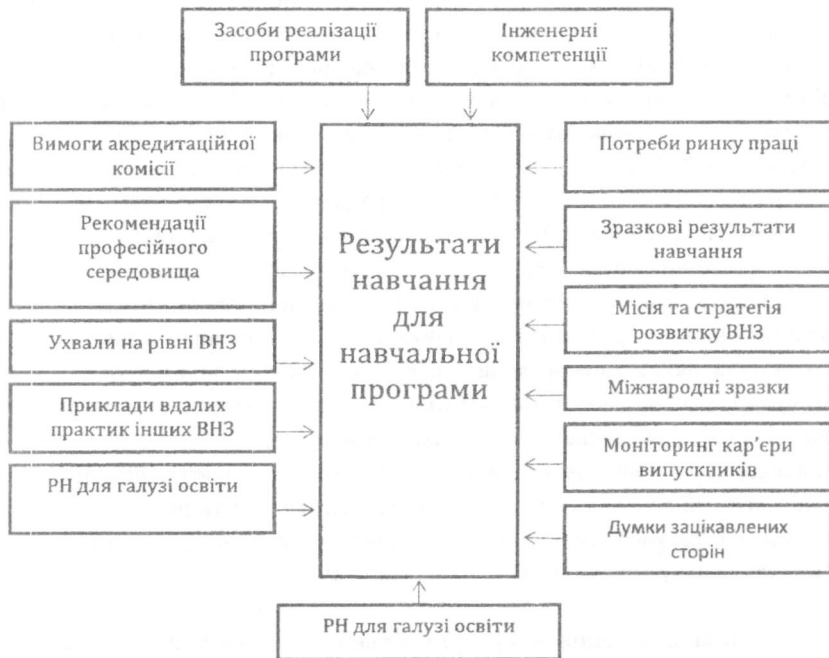 Засоби реалізації
програми
Інженерні
компетенції
Вимоги акредитаційної
комісії
Рекомендації
професійного
середовища
Ухвали на рівні ВНЗ
Приклади вдалих
практик інших ВНЗ
РН для галузі освіти
Результати
навчання
для
навчальної
програми
Потреби ринку праці
Зразкові результати
навчання
Місія та стратегія
розвитку ВНЗ
Міжнародні зразки
Моніторинг кар’єри
випускників
Думки зацікавлених
сторін
РН для галузі освіти